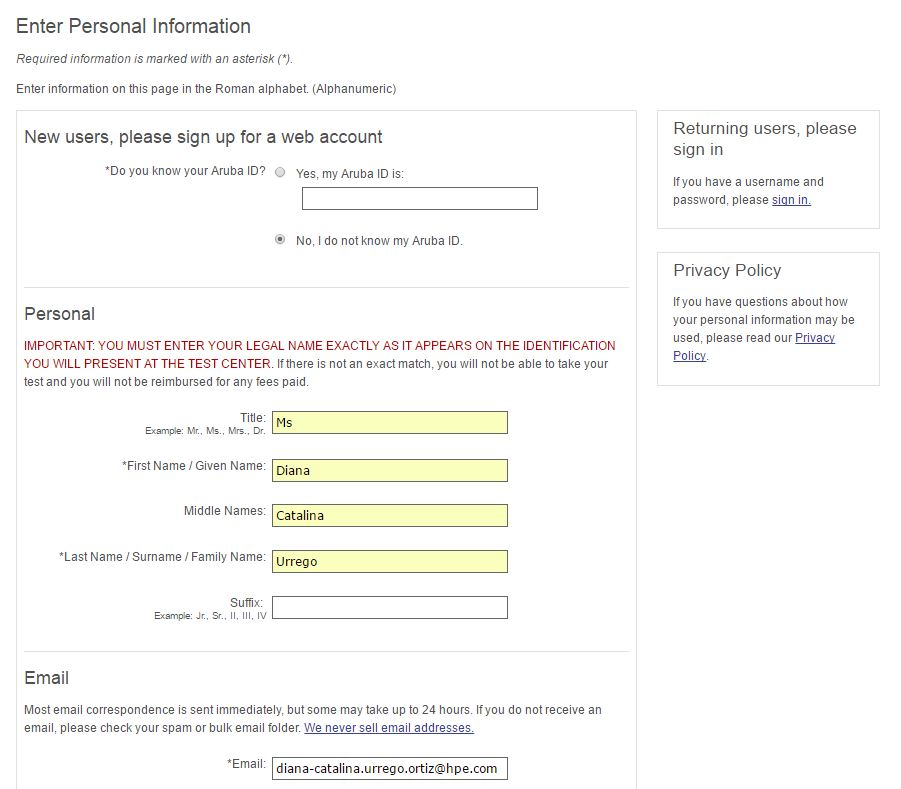 Enter Personal Information
Required information is marked with an asterisk (*).
Enter information on this page in the Roman alphabet. (Alphanumeric)
New users, please sign up for a web account
*Do you know your Aruba ID?
Yes, my Aruba ID is:
No, I do not know my Aruba ID.
Personal
IMPORTANT: YOU MUST ENTER YOUR LEGAL NAME EXACTLY AS IT APPEARS ON THE IDENTIFICATION
YOU WILL PRESENT AT THE TEST CENTER. If there is not an exact match, you will not be able to take your
test and you will not be reimbursed for any fees paid.
Title:
Example: Mr., Ms., Mrs., Dr.
Ms
*First Name / Given Name:
Diana
Middle Names:
Catalina
*Last Name / Surname / Family Name:
Urrego
Suffix:
Example: Jr., Sr., II, III, IV
Email
Most email correspondence is sent immediately, but some may take up to 24 hours. If you do not receive an
email, please check your spam or bulk email folder. We never sell email addresses.
*Email:
diana-catalina.urrego.ortiz@hpe.com
Returning users, please
sign in
If you have a username and
password, please sign in.
Privacy Policy
If you have questions about how
your personal information may be
used, please read our Privacy
Policy.